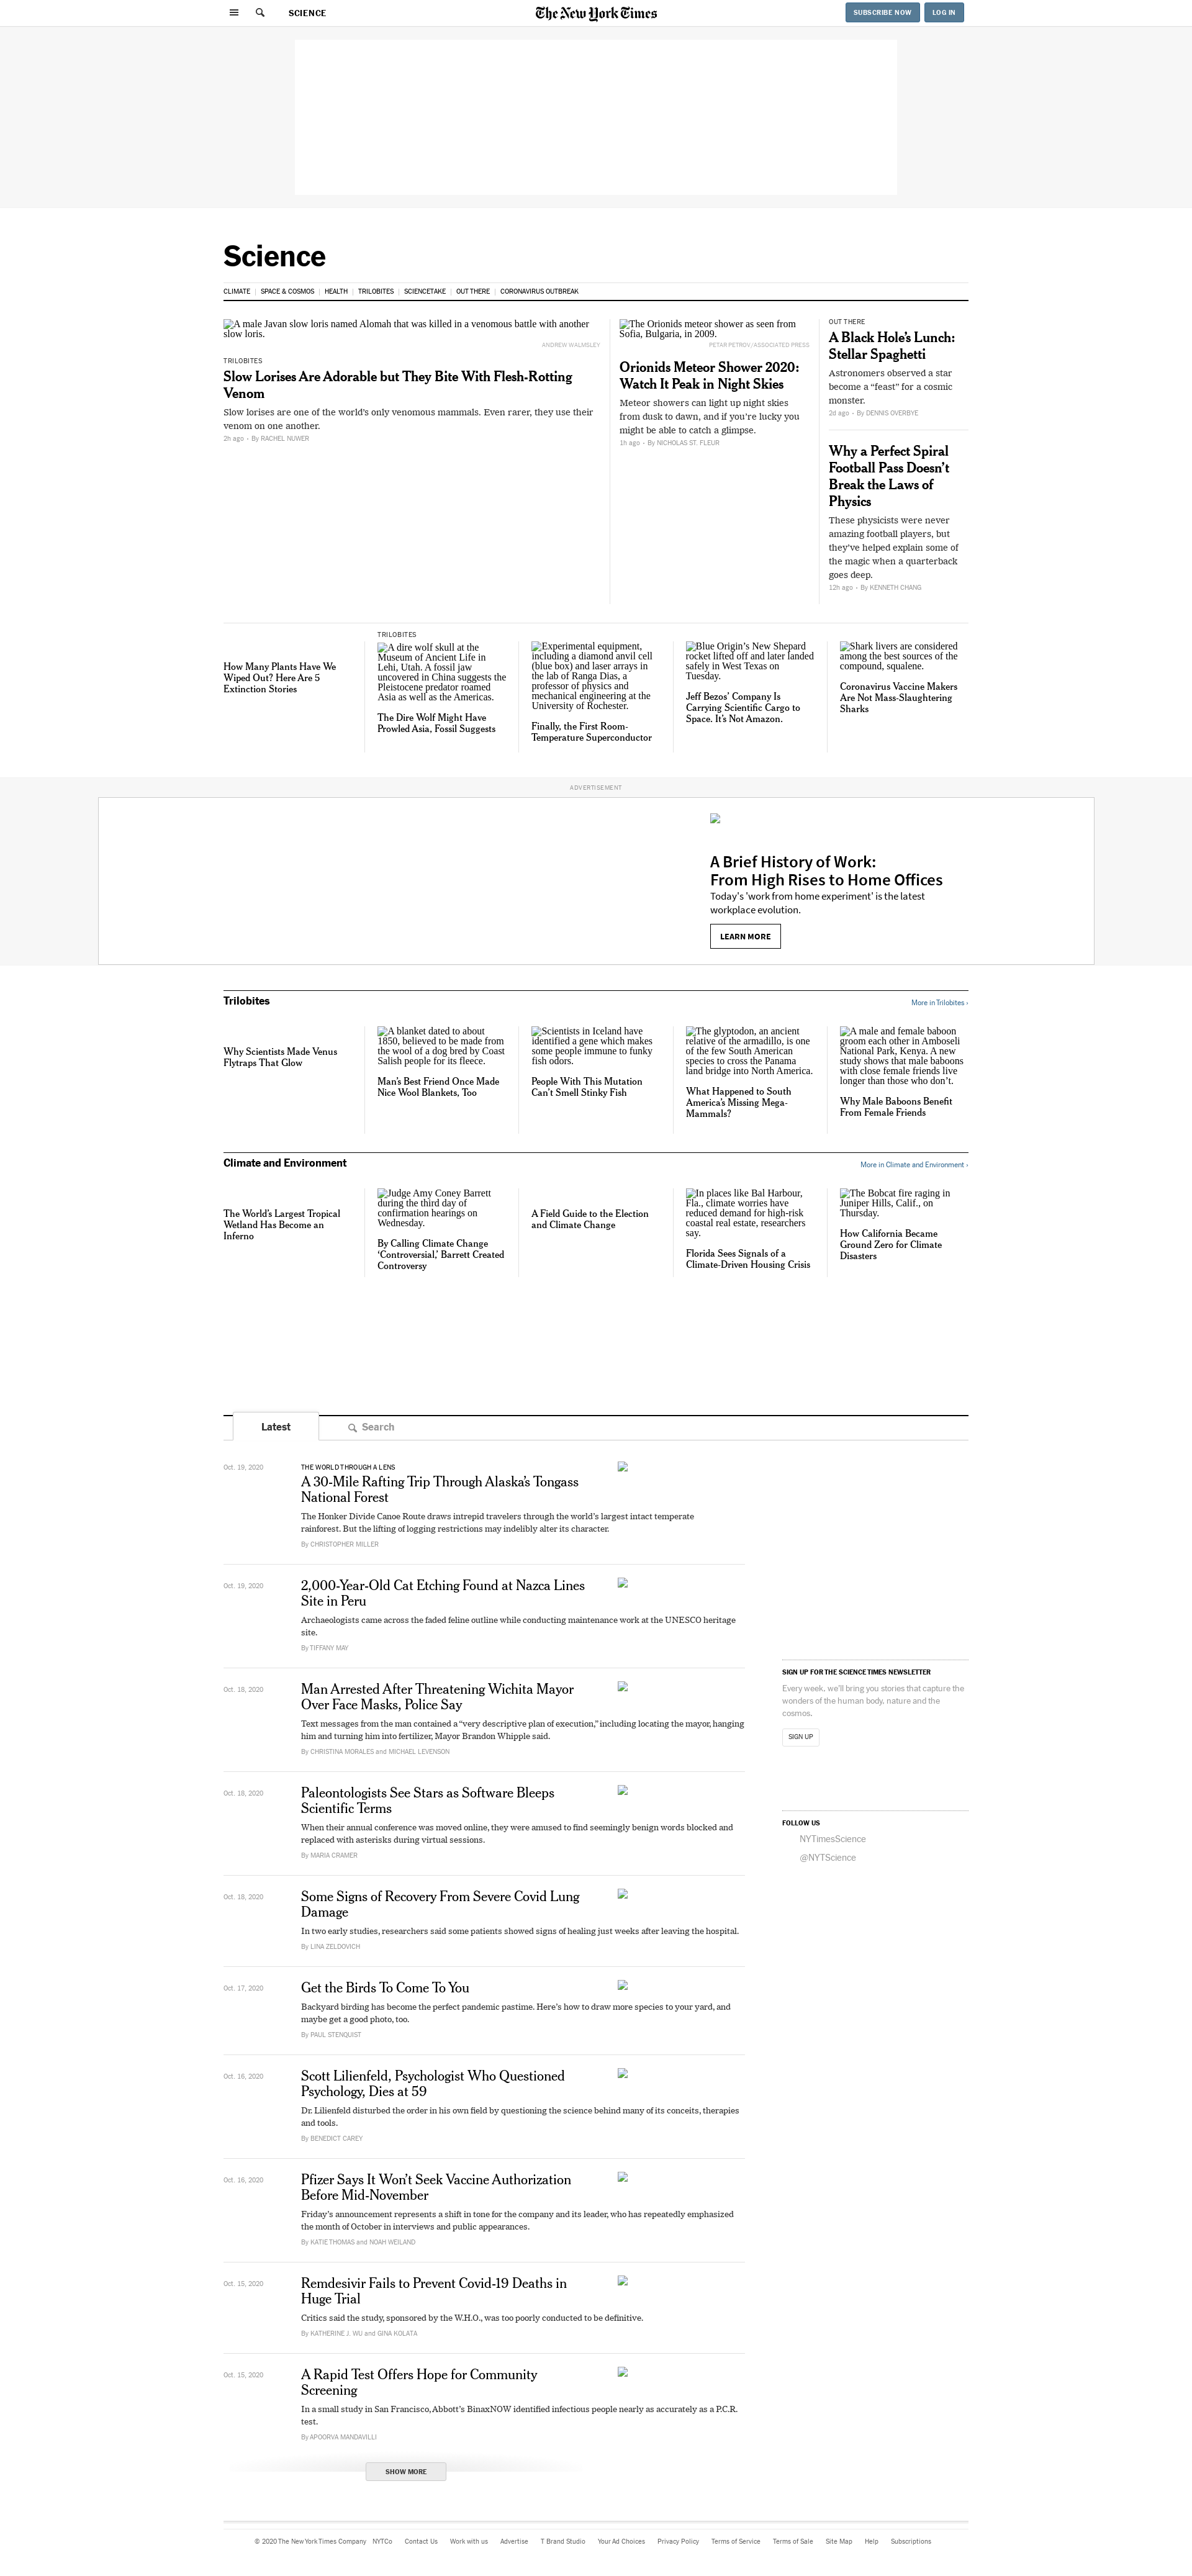 SCIENCE
The New York Times
SUBSCRIBE NOW
LOG IN
Science
CLIMATE
SPACE & COSMOS
HEALTH
TRILOBITES
SCIENCETAKE
OUT THERE
CORONAVIRUS OUTBREAK
A male Javan slow loris named Alomah that was killed in a venomous battle with another
slow loris.
ANDREW WALMSLEY
TRILOBITES
Slow Lorises Are Adorable but They Bite With Flesh-Rotting
Venom
Slow lorises are one of the world's only venomous mammals. Even rarer, they use their
venom on one another.
2h ago • By RACHEL NUWER
The Orionids meteor shower as seen from
Sofia, Bulgaria, in 2009.
PETAR PETROV/ASSOCIATED PRESS
Orionids Meteor Shower 2020:
Watch It Peak in Night Skies
Meteor showers can light up night skies
from dusk to dawn, and if you're lucky you
might be able to catch a glimpse.
1h ago • By NICHOLAS ST. FLEUR
OUT THERE
A Black Hole's Lunch:
Stellar Spaghetti
Astronomers observed a star
become a “feast” for a cosmic
monster.
2d ago • By DENNIS OVERBYE
Why a Perfect Spiral
Football Pass Doesn't
Break the Laws of
Physics
These physicists were never
amazing football players, but
they've helped explain some of
the magic when a quarterback
goes deep.
12h ago • By KENNETH CHANG
How Many Plants Have We
Wiped Out? Here Are 5
Extinction Stories
TRILOBITES
A dire wolf skull at the
Museum of Ancient Life in
Lehi, Utah. A fossil jaw
uncovered in China suggests the
Pleistocene predator roamed
Asia as well as the Americas.
The Dire Wolf Might Have
Prowled Asia, Fossil Suggests
Experimental equipment,
including a diamond anvil cell
(blue box) and laser arrays in
the lab of Ranga Dias, a
professor of physics and
mechanical engineering at the
University of Rochester.
Finally, the First Room-
Temperature Superconductor
Blue Origin's New Shepard
rocket lifted off and later landed
safely in West Texas on
Tuesday.
Jeff Bezos' Company Is
Carrying Scientific Cargo to
Space. It's Not Amazon.
Shark livers are considered
among the best sources of the
compound, squalene.
Coronavirus Vaccine Makers
Are Not Mass-Slaughtering
Sharks
ADVERTISEMENT
A Brief History of Work:
From High Rises to Home Offices
Today's 'work from home experiment' is the latest
workplace evolution.
LEARN MORE
Trilobites
More in Trilobites ›
Why Scientists Made Venus
Flytraps That Glow
A blanket dated to about
1850, believed to be made from
the wool of a dog bred by Coast
Salish people for its fleece.
Man's Best Friend Once Made
Nice Wool Blankets, Too
Scientists in Iceland have
identified a gene which makes
some people immune to funky
fish odors.
People With This Mutation
Can't Smell Stinky Fish
The glyptodon, an ancient
relative of the armadillo, is one
of the few South American
species to cross the Panama
land bridge into North America.
What Happened to South
America's Missing Mega-
Mammals?
A male and female baboon
groom each other in Amboseli
National Park, Kenya. A new
study shows that male baboons
with close female friends live
longer than those who don't.
Why Male Baboons Benefit
From Female Friends
Climate and Environment
More in Climate and Environment ›
The World's Largest Tropical
Wetland Has Become an
Inferno
Judge Amy Coney Barrett
during the third day of
confirmation hearings on
Wednesday.
By Calling Climate Change
'Controversial,' Barrett Created
Controversy
A Field Guide to the Election
and Climate Change
In places like Bal Harbour,
Fla., climate worries have
reduced demand for high-risk
coastal real estate, researchers
say.
Florida Sees Signals of a
Climate-Driven Housing Crisis
The Bobcat fire raging in
Juniper Hills, Calif., on
Thursday.
How California Became
Ground Zero for Climate
Disasters
Latest
Search
Oct. 19, 2020
THE WORLD THROUGH A LENS
A 30-Mile Rafting Trip Through Alaska's Tongass
National Forest
The Honker Divide Canoe Route draws intrepid travelers through the world's largest intact temperate
rainforest. But the lifting of logging restrictions may indelibly alter its character.
By CHRISTOPHER MILLER
Oct. 19, 2020
2,000-Year-Old Cat Etching Found at Nazca Lines
Site in Peru
Archaeologists came across the faded feline outline while conducting maintenance work at the UNESCO heritage
site.
By TIFFANY MAY
Oct. 18, 2020
Man Arrested After Threatening Wichita Mayor
Over Face Masks, Police Say
Text messages from the man contained a “very descriptive plan of execution,” including locating the mayor, hanging
him and turning him into fertilizer, Mayor Brandon Whipple said.
By CHRISTINA MORALES and MICHAEL LEVENSON
Oct. 18, 2020
Paleontologists See Stars as Software Bleeps
Scientific Terms
When their annual conference was moved online, they were amused to find seemingly benign words blocked and
replaced with asterisks during virtual sessions.
By MARIA CRAMER
Oct. 18, 2020
Some Signs of Recovery From Severe Covid Lung
Damage
In two early studies, researchers said some patients showed signs of healing just weeks after leaving the hospital.
By LINA ZELDOVICH
Oct. 17, 2020
Get the Birds To Come To You
Backyard birding has become the perfect pandemic pastime. Here's how to draw more species to your yard, and
maybe get a good photo, too.
By PAUL STENQUIST
Oct. 16, 2020
Scott Lilienfeld, Psychologist Who Questioned
Psychology, Dies at 59
Dr. Lilienfeld disturbed the order in his own field by questioning the science behind many of its conceits, therapies
and tools.
By BENEDICT CAREY
Oct. 16, 2020
Pfizer Says It Won't Seek Vaccine Authorization
Before Mid-November
Friday's announcement represents a shift in tone for the company and its leader, who has repeatedly emphasized
the month of October in interviews and public appearances.
By KATIE THOMAS and NOAH WEILAND
Oct. 15, 2020
Remdesivir Fails to Prevent Covid-19 Deaths in
Huge Trial
Critics said the study, sponsored by the W.H.O., was too poorly conducted to be definitive.
By KATHERINE J. WU and GINA KOLATA
Oct. 15, 2020
A Rapid Test Offers Hope for Community
Screening
In a small study in San Francisco, Abbott's BinaxNOW identified infectious people nearly as accurately as a P.C.R.
test.
By APOORVA MANDAVILLI
SHOW MORE
SIGN UP FOR THE SCIENCE TIMES NEWSLETTER
Every week, we'll bring you stories that capture the
wonders of the human body, nature and the
cosmos.
SIGN UP
FOLLOW US
NYTimesScience
@NYTScience
© 2020 The New York Times Company NYTCo Contact Us Work with us Advertise T Brand Studio Your Ad Choices Privacy Policy Terms of Service Terms of Sale Site Map Help Subscriptions